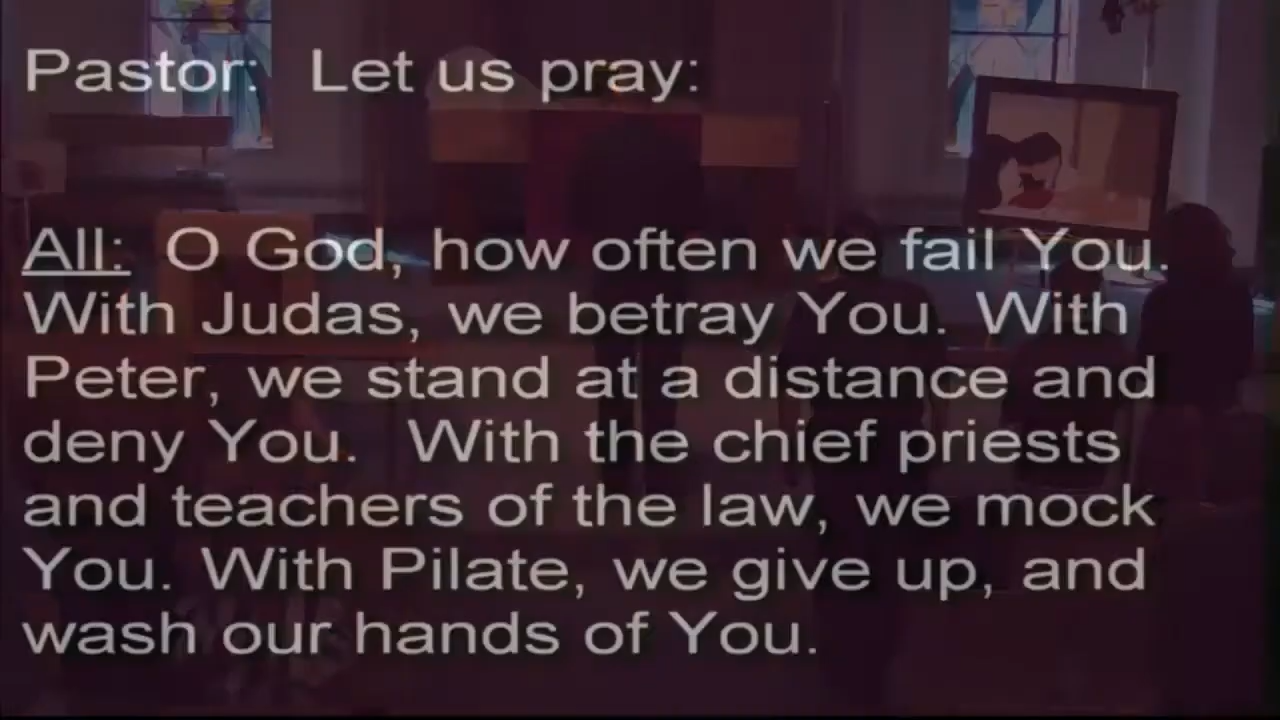 Pastor:  Let us pray:
All:  O God, how often we fail You.
With Judas, we betray You. With
Peter, we stand at a distance and
deny You.  With the chief priests
and teachers of the law, we mock
You. With Pilate, we give up, and
wash our hands of You.